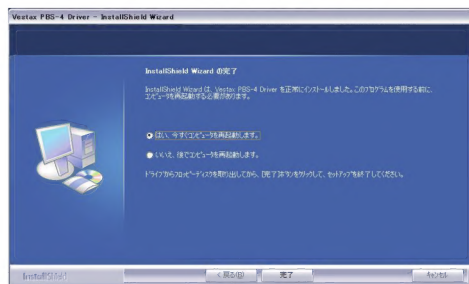 Vestax PBS-4 Driver - InstallShield Wizard
InstallShield Wizard の完了
InstallShield Wizard は、Vestax PBS-4 Driver を正常にインストールしました。このプログラムを使用する前に、
コンピュータを再起動する必要があります。
はい、今すぐコンピュータを再起動します。
いいえ、後でコンピュータを再起動します。
ドライブからフロッピーディスクを取り出してから、[完了]ボタンをクリックして、セットアップを終了してください。
InstallShield
< 戻る(B)
完了
キャンセル